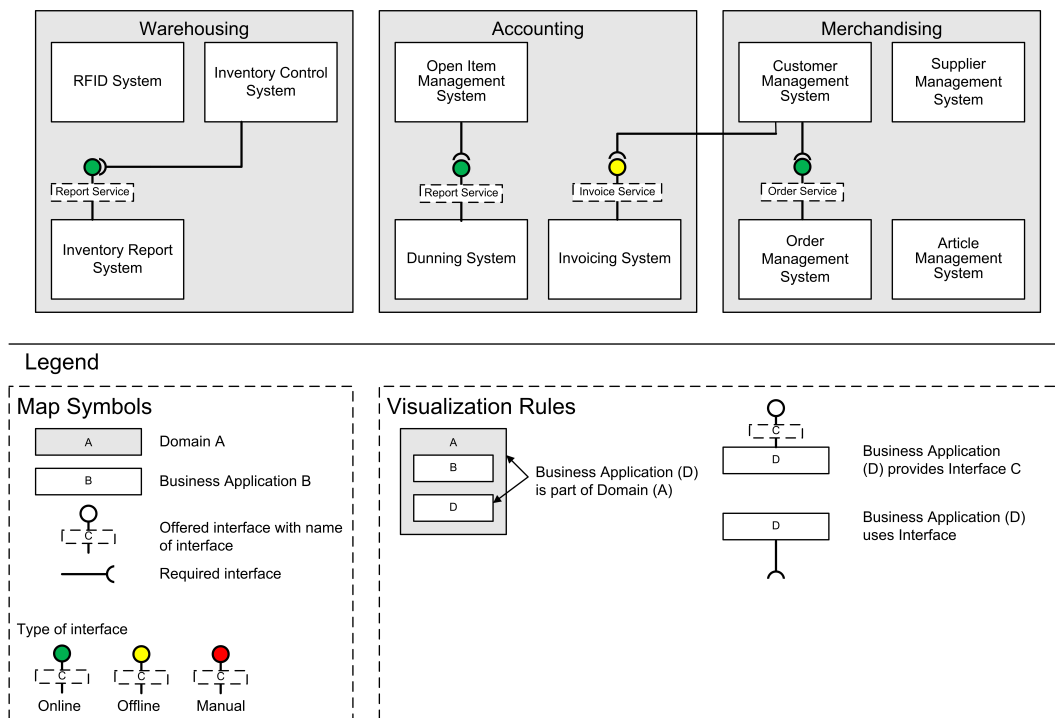 Warehousing
RFID System
Inventory Control
System
Report Service
Inventory Report
System
Accounting
Open Item
Management
System
Report Service
Invoice Service
Dunning System
Invoicing System
Merchandising
Customer
Management
System
Supplier
Management
System
Order Service
Order
Management
System
Article
Management
System
Legend
Map Symbols
A
Domain A
B
Business Application B
C
Offered interface with name
of interface
Required interface
Type of interface
C
C
C
Online
Offline
Manual
Visualization Rules
A
B
D
Business Application (D)
is part of Domain (A)
C
D
Business Application
(D) provides Interface C
D
Business Application (D)
uses Interface